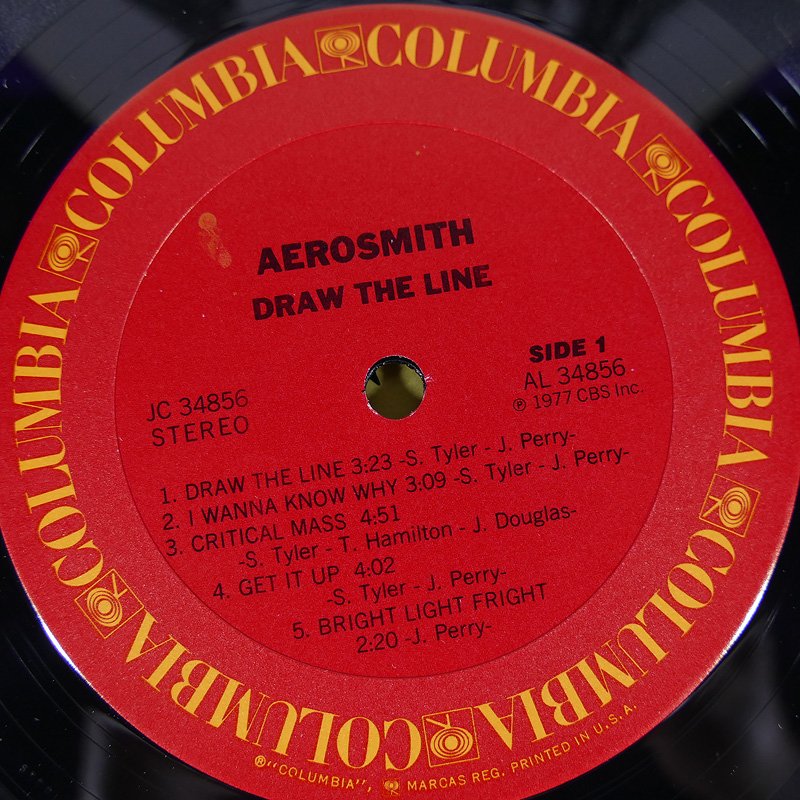 COLUMBIA COLUMBIA COLUMBIA COLUMBIA COLUMBIA COLUMBIA COLUMBIA
AEROSMITH
DRAW THE LINE
SIDE 1
AL 34856
℗ 1977 CBS Inc.
JC 34856
STEREO
1. DRAW THE LINE 3:23 -S. Tyler - J. Perry-
2. I WANNA KNOW WHY 3:09 -S. Tyler - J. Perry-
3. CRITICAL MASS 4:51
-S. Tyler - T. Hamilton - J. Douglas-
4. GET IT UP 4:02
-S. Tyler - J. Perry-
5. BRIGHT LIGHT FRIGHT
2:20 -J. Perry-
®"COLUMBIA", MARCAS REG. PRINTED IN U.S.A.